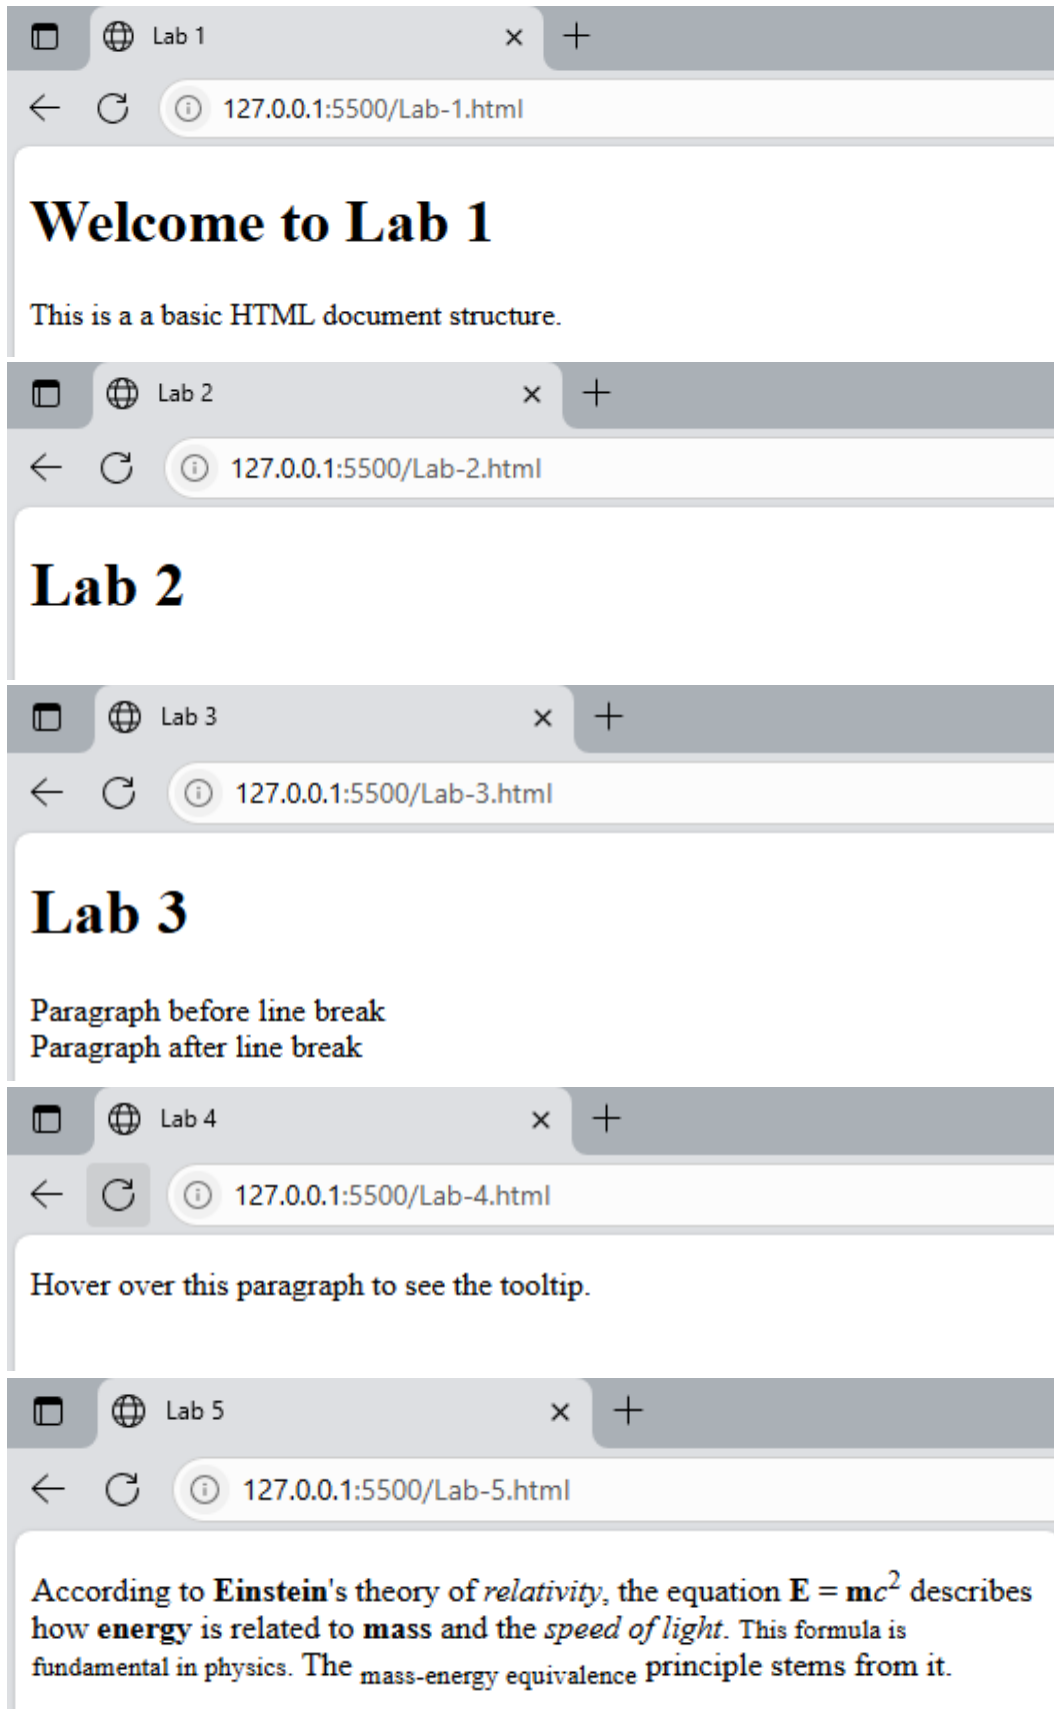 Lab 1
127.0.0.1:5500/Lab-1.html
Welcome to Lab 1
This is a a basic HTML document structure.
Lab 2
127.0.0.1:5500/Lab-2.html
Lab 2
Lab 3
127.0.0.1:5500/Lab-3.html
Lab 3
Paragraph before line break
Paragraph after line break
Lab 4
127.0.0.1:5500/Lab-4.html
Hover over this paragraph to see the tooltip.
Lab 5
127.0.0.1:5500/Lab-5.html
According to Einstein's theory of relativity, the equation E = mc² describes
how energy is related to mass and the speed of light. This formula is
fundamental in physics. The mass-energy equivalence principle stems from it.